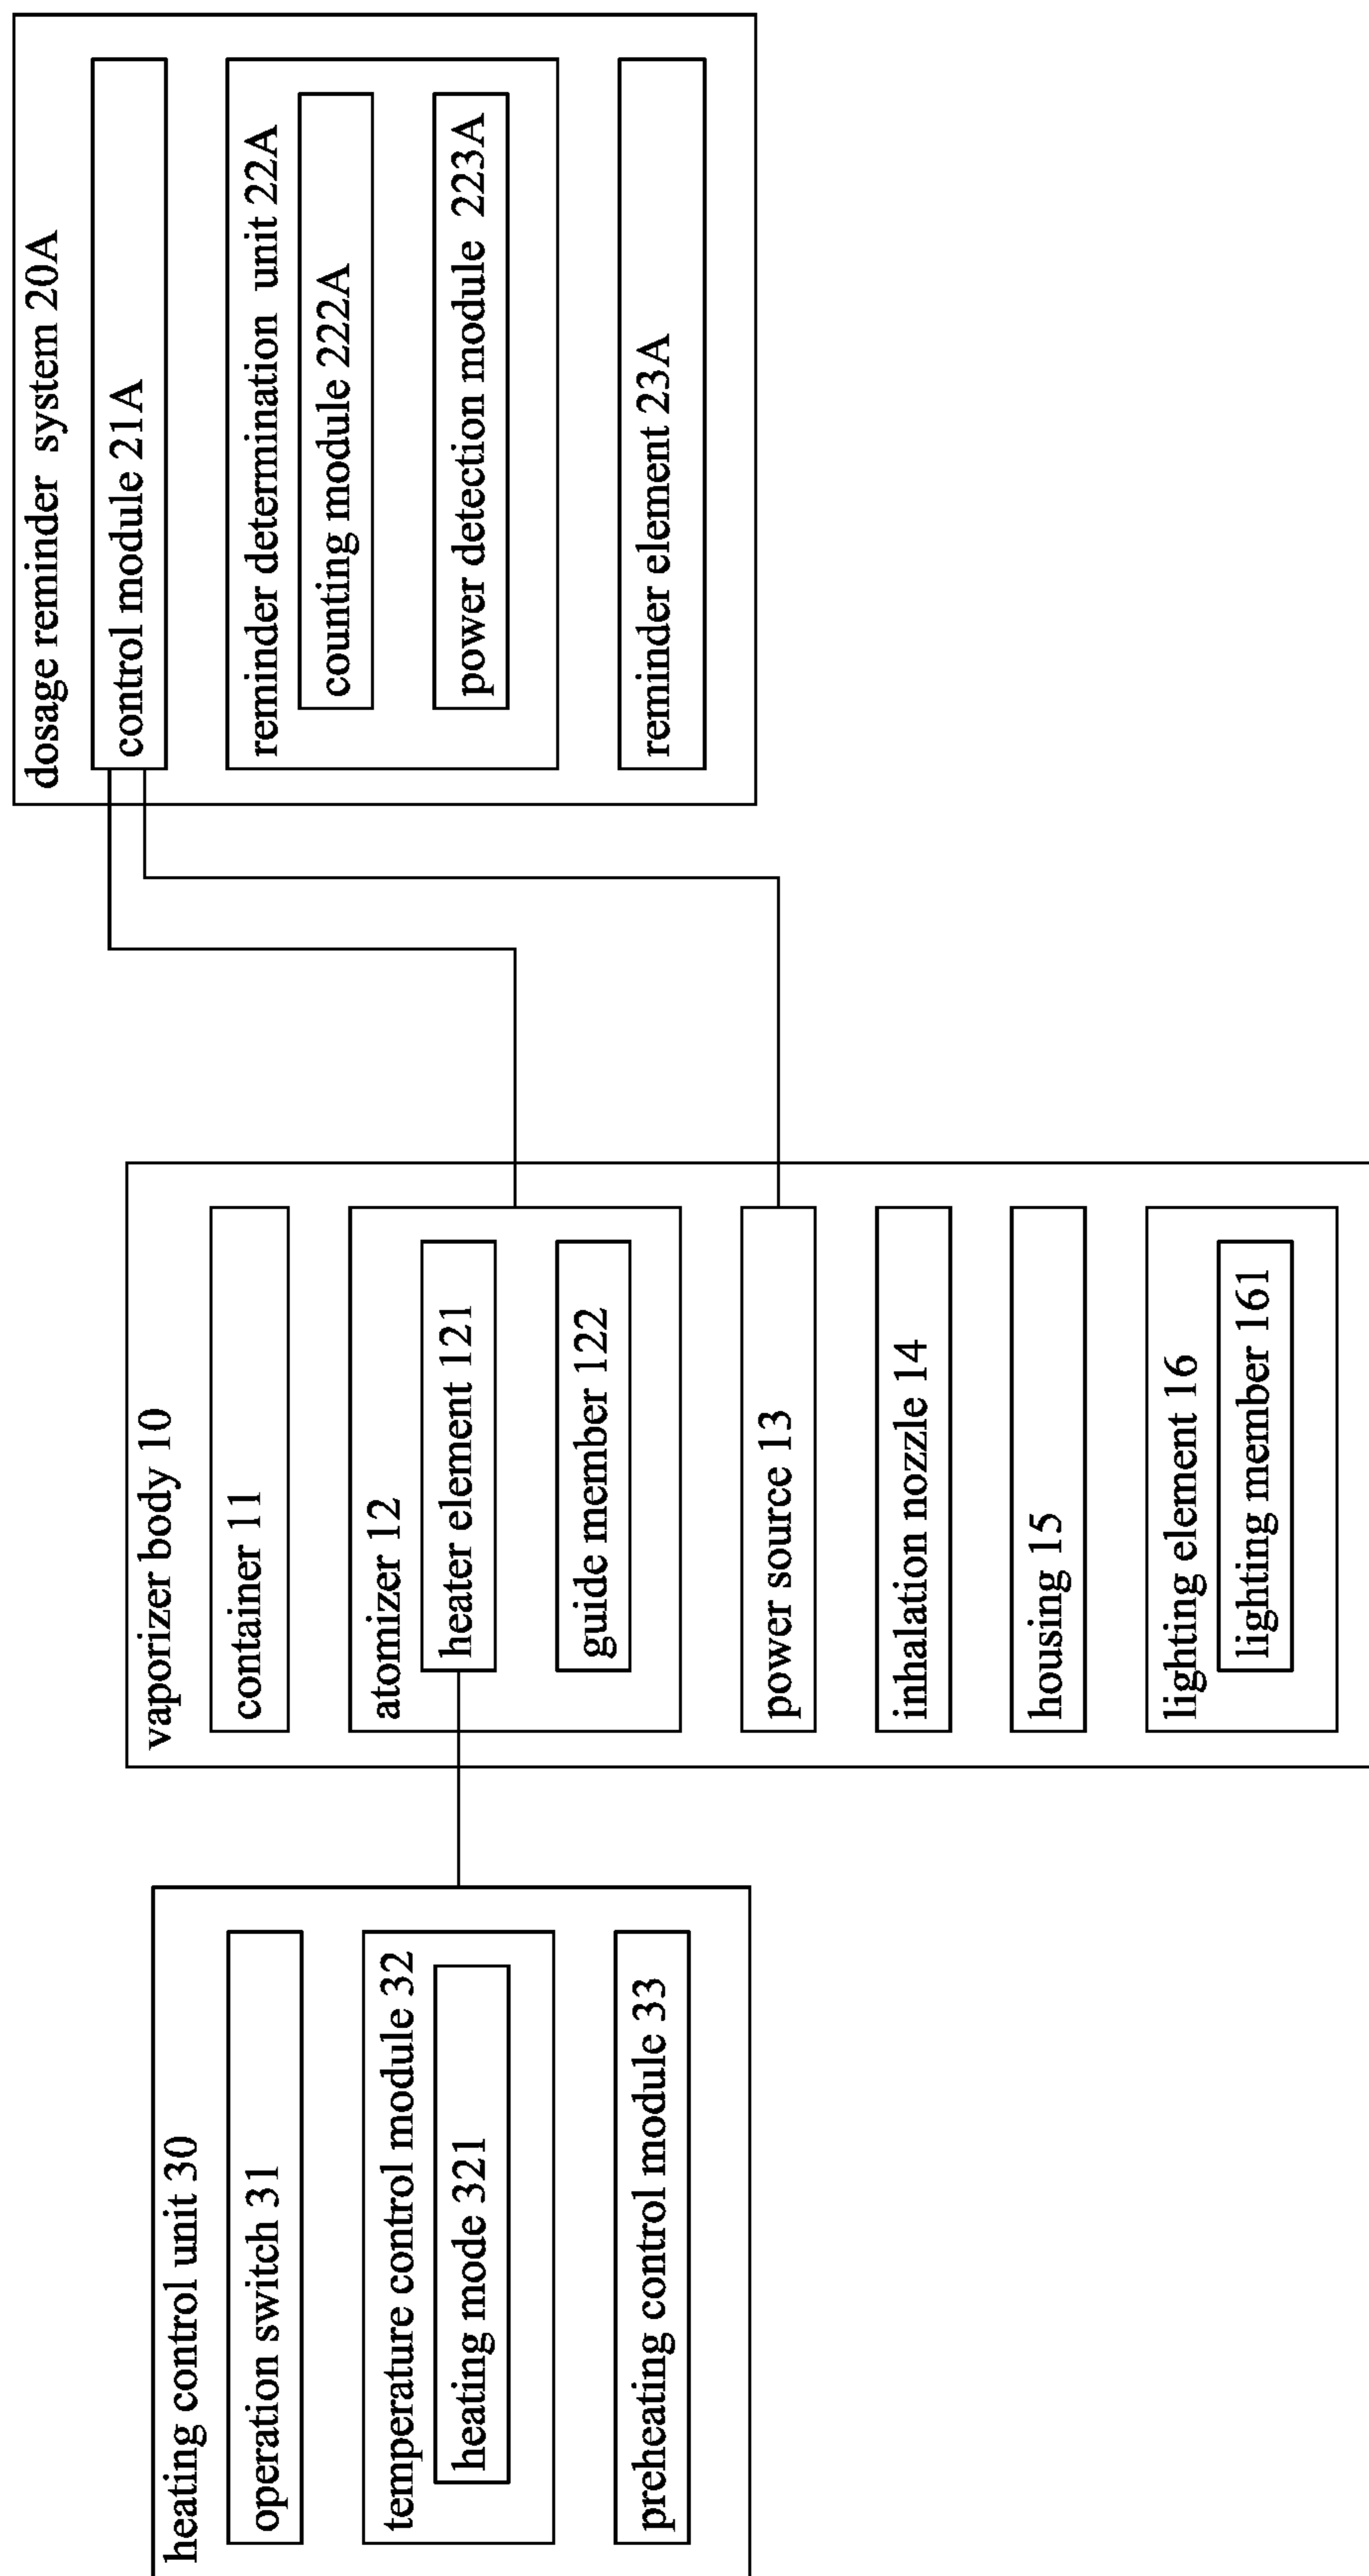 heating control unit 30
operation switch 31
temperature control module 32
heating mode 321
preheating control module 33
vaporizer body 10
container 11
atomizer 12
heater element 121
guide member 122
power source 13
inhalation nozzle 14
housing 15
lighting element 16
lighting member 161
dosage reminder system 20A
control module 21A
reminder determination unit 22A
counting module 222A
power detection module 223A
reminder element 23A